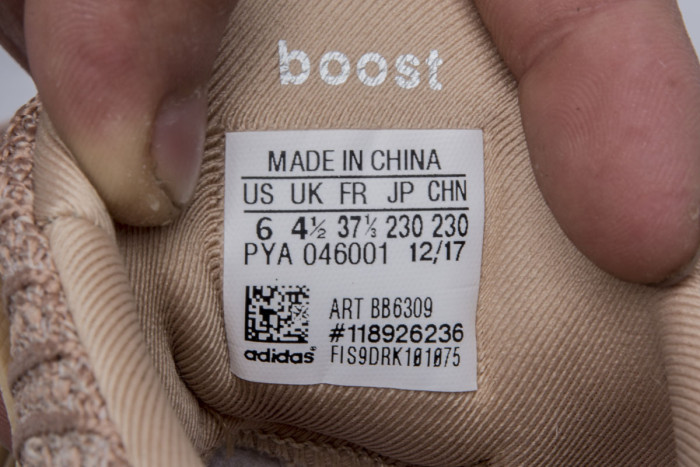 boost
MADE IN CHINA
US UK FR JP CHN
6 4½ 37⅓ 230 230
PYA 046001 12/17
ART BB6309
#118926236
adidas® FIS9DRK101075